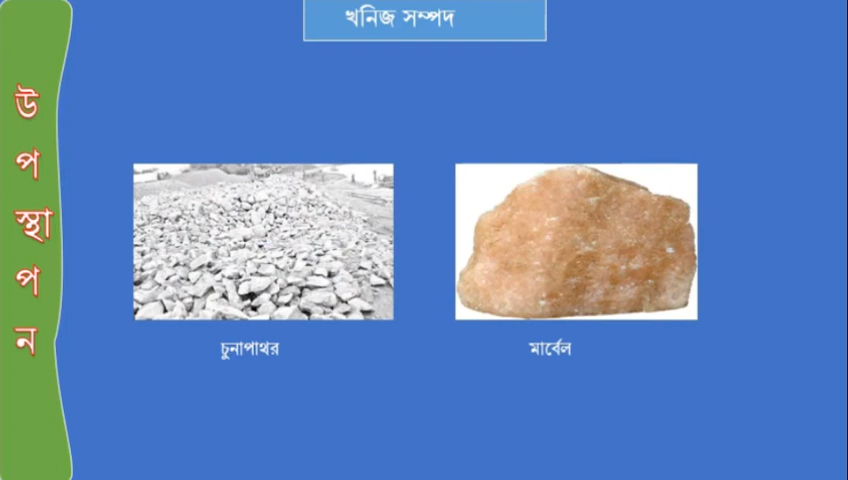 খনিজ সম্পদ
উ
প
স্থা
প
ন
চুনাপাথর
মার্বেল